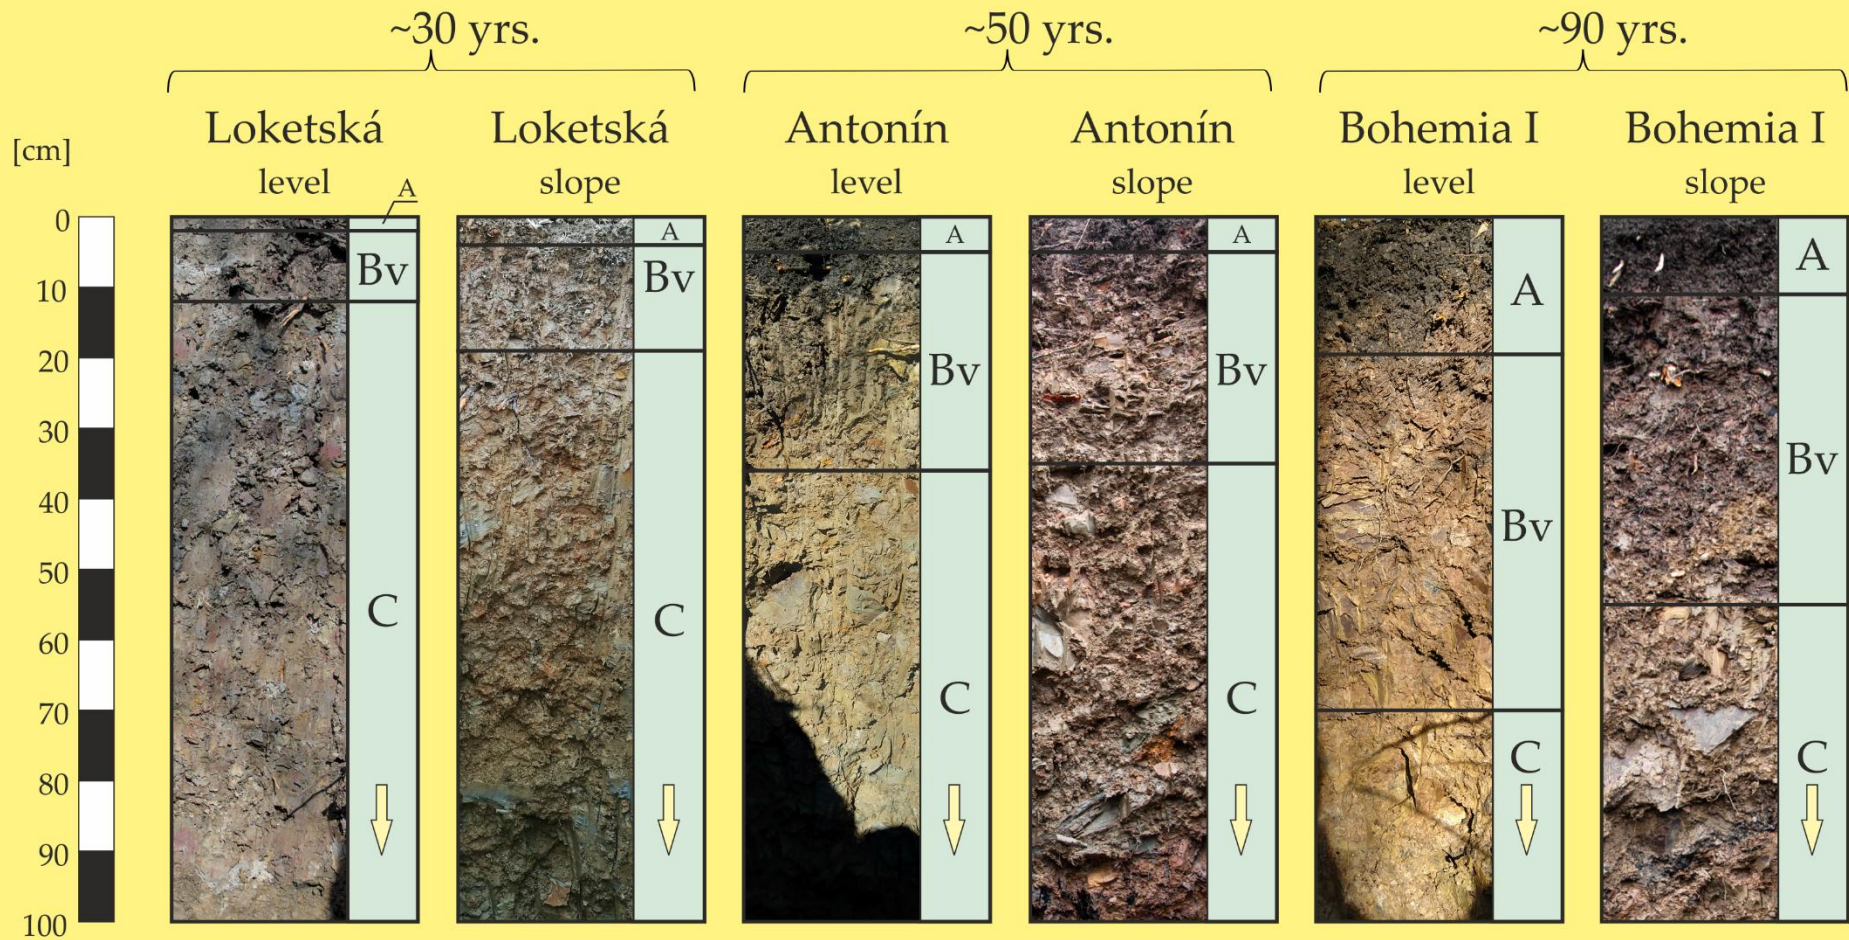 ~30 yrs. ~50 yrs. ~90 yrs.
Loketská Loketská Antonín Antonín Bohemia I Bohemia I
[cm] level slope level slope level slope
A
0
A A A A A
Bv Bv
10
20
Bv Bv Bv
30
Bv
40
Bv
50
C C
60
C C
70
C C
80
90
100